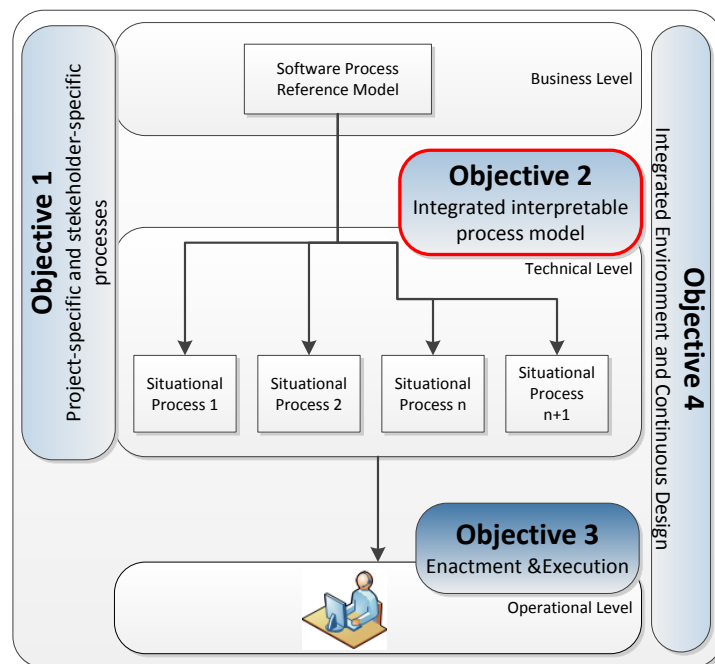 Objective 1
Project-specific and stekeholder-specific
processes
Software Process
Reference Model
Business Level
Objective 2
Integrated interpretable
process model
Technical Level
Situational
Process 1
Situational
Process 2
Situational
Process n
Situational
Process
n+1
Objective 3
Enactment &Execution
Operational Level
Objective 4
Integrated Environment and Continuous Design